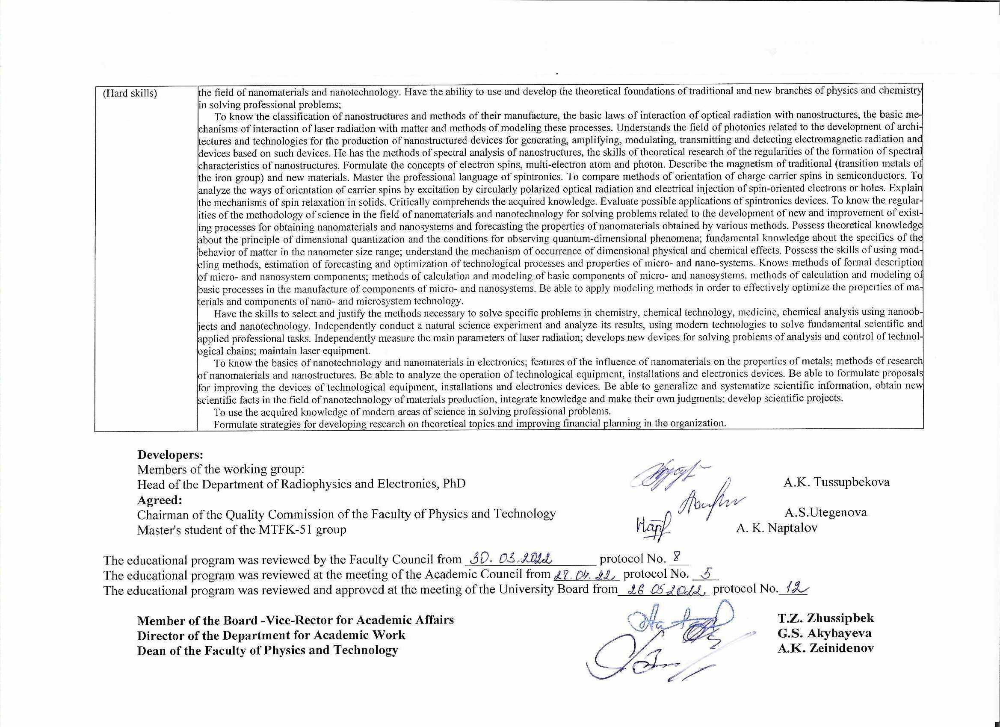 (Hard skills)
the field of nanomaterials and nanotechnology. Have the ability to use and develop the theoretical foundations of traditional and new branches of physics and chemistry
in solving professional problems;
To know the classification of nanostructures and methods of their manufacture, the basic laws of interaction of optical radiation with nanostructures, the basic me-
chanisms of interaction of laser radiation with matter and methods of modeling these processes. Understands the field of photonics related to the development of archi-
tectures and technologies for the production of nanostructured devices for generating, amplifying, modulating, transmitting and detecting electromagnetic radiation and
devices based on such devices. He has the methods of spectral analysis of nanostructures, the skills of theoretical research of the regularities of the formation of spectral
characteristics of nanostructures. Formulate the concepts of electron spins, multi-electron atom and photon. Describe the magnetism of traditional (transition metals of
the iron group) and new materials. Master the professional language of spintronics. To compare methods of orientation of charge carrier spins in semiconductors. To
analyze the ways of orientation of carrier spins by excitation by circularly polarized optical radiation and electrical injection of spin-oriented electrons or holes. Explain
the mechanisms of spin relaxation in solids. Critically comprehends the acquired knowledge. Evaluate possible applications of spintronics devices. To know the regular-
ities of the methodology of science in the field of nanomaterials and nanotechnology for solving problems related to the development of new and improvement of exist-
ing processes for obtaining nanomaterials and nanosystems and forecasting the properties of nanomaterials obtained by various methods. Possess theoretical knowledge
about the principle of dimensional quantization and the conditions for observing quantum-dimensional phenomena; fundamental knowledge about the specifics of the
behavior of matter in the nanometer size range; understand the mechanism of occurrence of dimensional physical and chemical effects. Possess the skills of using mod-
eling methods, estimation of forecasting and optimization of technological processes and properties of micro- and nano-systems. Knows methods of formal description
of micro- and nanosystem components; methods of calculation and modeling of basic components of micro- and nanosystems, methods of calculation and modeling of
basic processes in the manufacture of components of micro- and nanosystems. Be able to apply modeling methods in order to effectively optimize the properties of ma-
terials and components of nano- and microsystem technology.
Have the skills to select and justify the methods necessary to solve specific problems in chemistry, chemical technology, medicine, chemical analysis using nanoob-
jects and nanotechnology. Independently conduct a natural science experiment and analyze its results, using modern technologies to solve fundamental scientific and
applied professional tasks. Independently measure the main parameters of laser radiation; develops new devices for solving problems of analysis and control of technol-
ogical chains; maintain laser equipment.
To know the basics of nanotechnology and nanomaterials in electronics; features of the influence of nanomaterials on the properties of metals; methods of research
of nanomaterials and nanostructures. Be able to analyze the operation of technological equipment, installations and electronics devices. Be able to formulate proposals
for improving the devices of technological equipment, installations and electronics devices. Be able to generalize and systematize scientific information, obtain new
scientific facts in the field of nanotechnology of materials production, integrate knowledge and make their own judgments; develop scientific projects.
To use the acquired knowledge of modern areas of science in solving professional problems.
Formulate strategies for developing research on theoretical topics and improving financial planning in the organization.
Developers:
Members of the working group:
Head of the Department of Radiophysics and Electronics, PhD A.K. Tussupbekova
Agreed:
Chairman of the Quality Commission of the Faculty of Physics and Technology A.S.Utegenova
Master's student of the MTFK-51 group A. K. Naptalov
The educational program was reviewed by the Faculty Council from 30. 03.2022 protocol No. 8
The educational program was reviewed at the meeting of the Academic Council from 04. 22, protocol No. 5
The educational program was reviewed and approved at the meeting of the University Board from 26 05 2022, protocol No. 12
Member of the Board -Vice-Rector for Academic Affairs T.Z. Zhussipbek
Director of the Department for Academic Work G.S. Akybayeva
Dean of the Faculty of Physics and Technology A.K. Zeinidenov